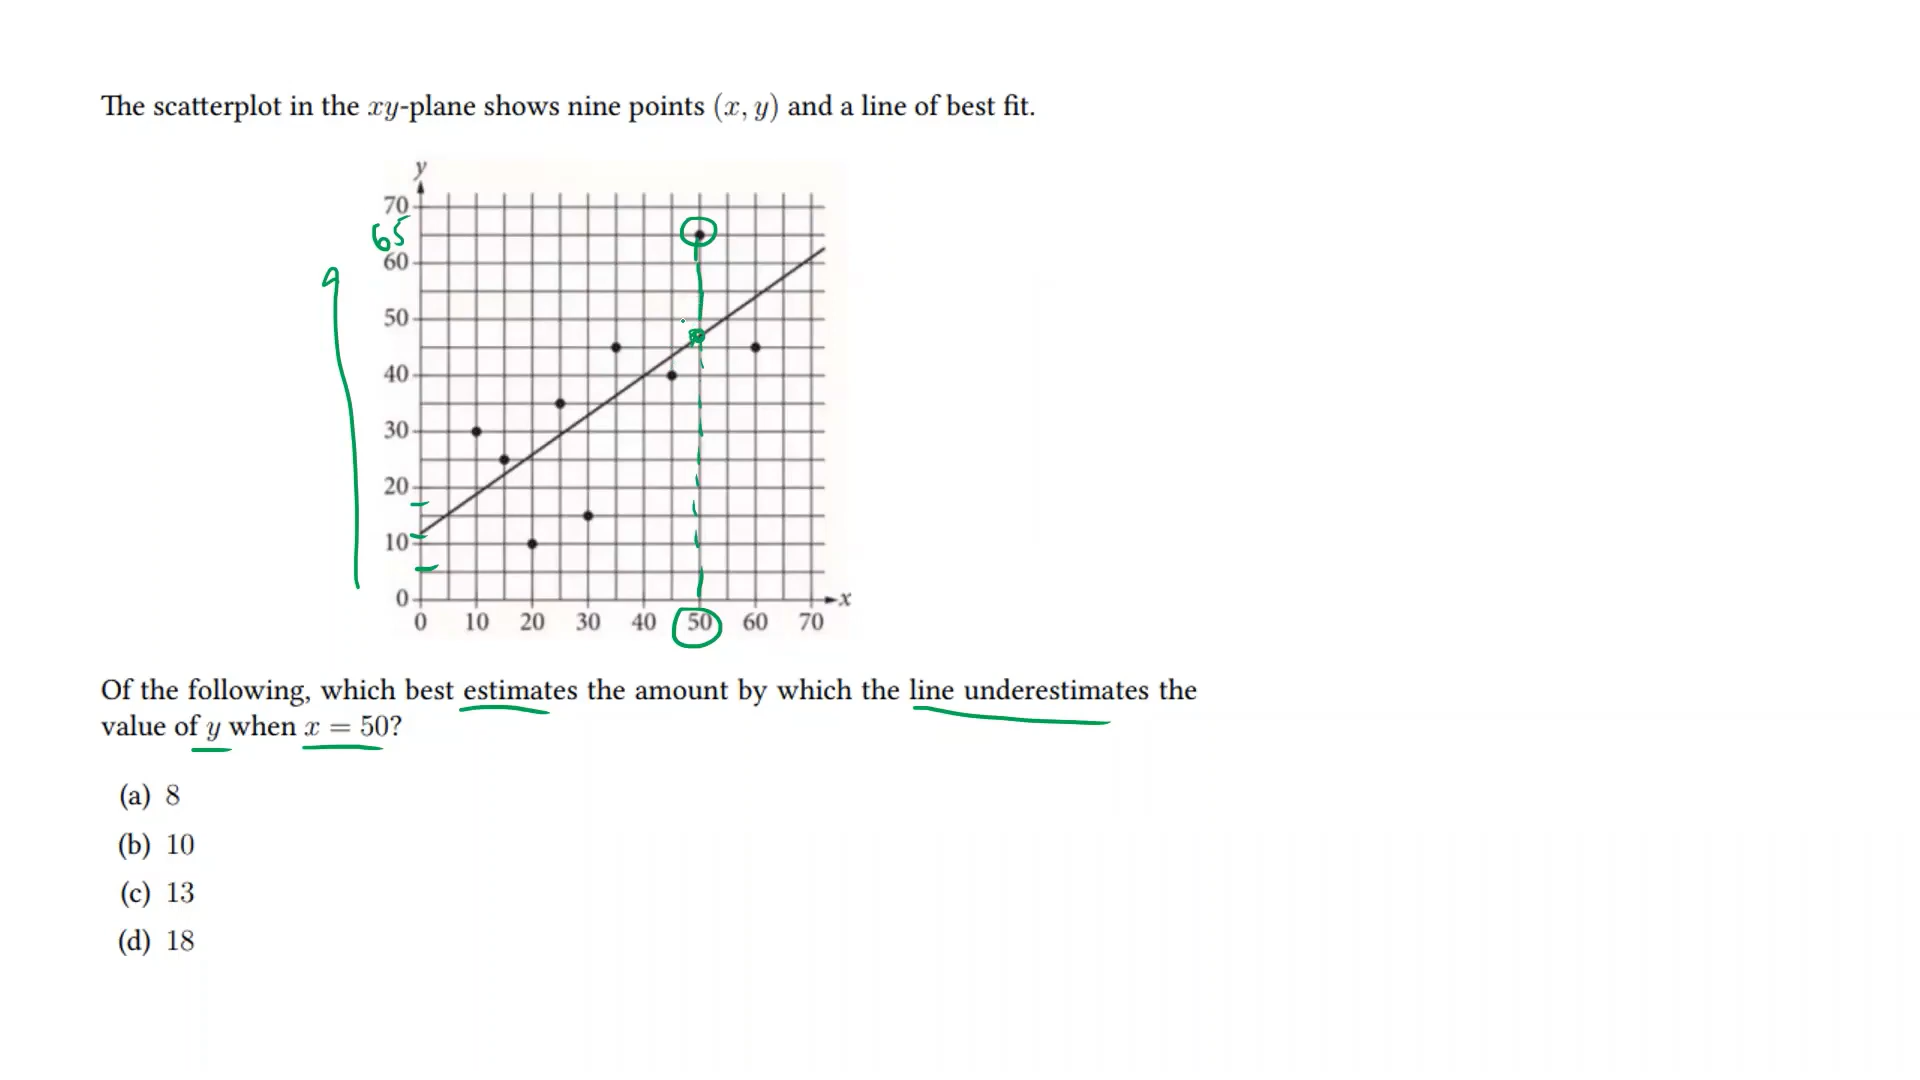 The scatterplot in the xy-plane shows nine points (x, y) and a line of best fit.
y
70
65
60
50
40
30
20
10
0
x
0 10 20 30 40 50 60 70
Of the following, which best estimates the amount by which the line underestimates the
value of y when x = 50?
(a) 8
(b) 10
(c) 13
(d) 18